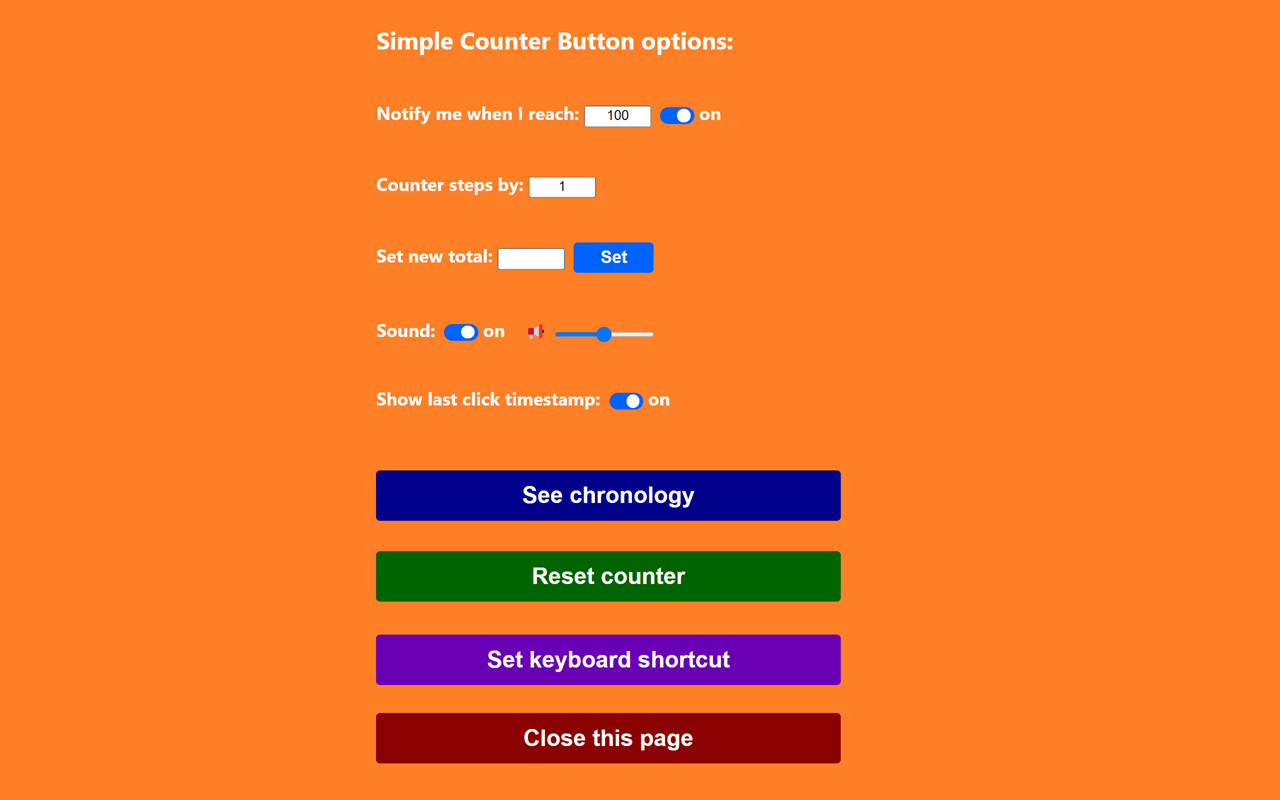 Simple Counter Button options:
Notify me when I reach: 100 on
Counter steps by: 1
Set new total: Set
Sound: on
Show last click timestamp: on
See chronology
Reset counter
Set keyboard shortcut
Close this page